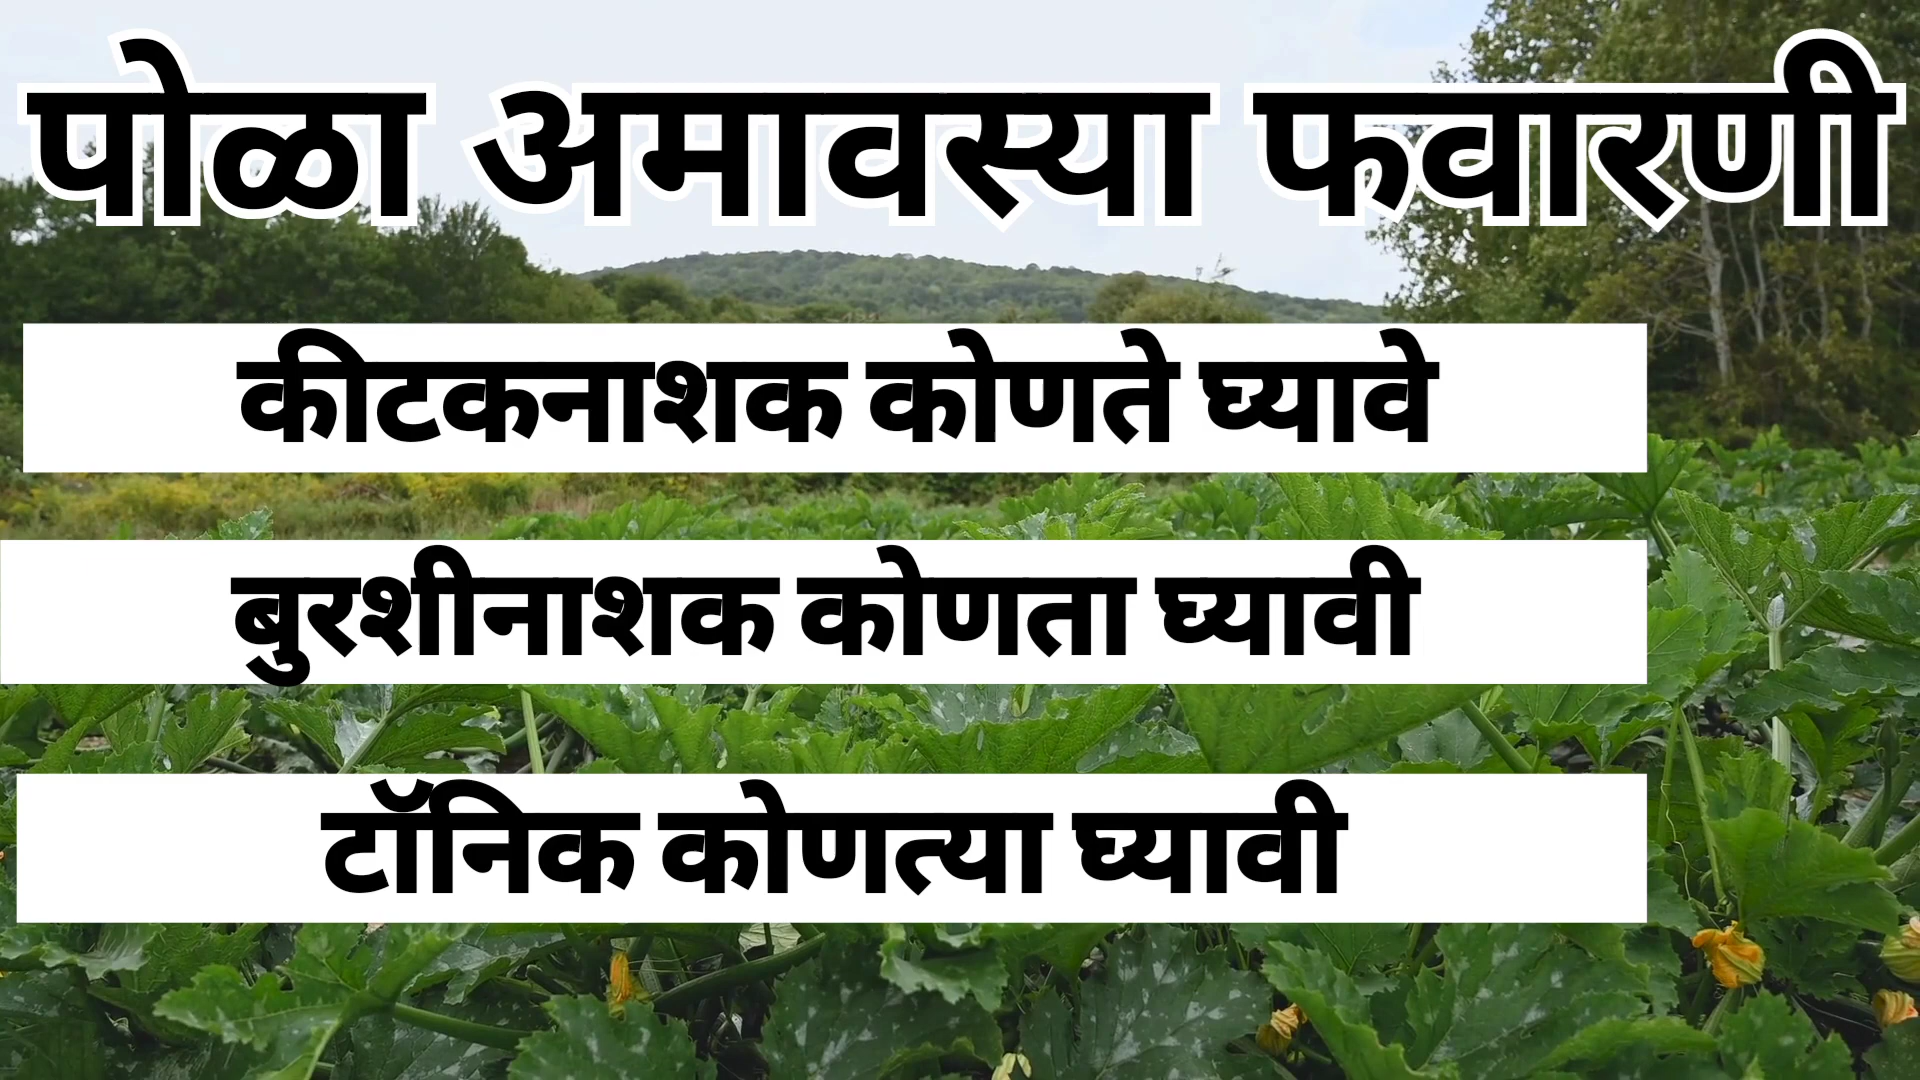 पोळा अमावस्या फवारणी
कीटकनाशक कोणते घ्यावे
बुरशीनाशक कोणता घ्यावी
टॉनिक कोणत्या घ्यावी